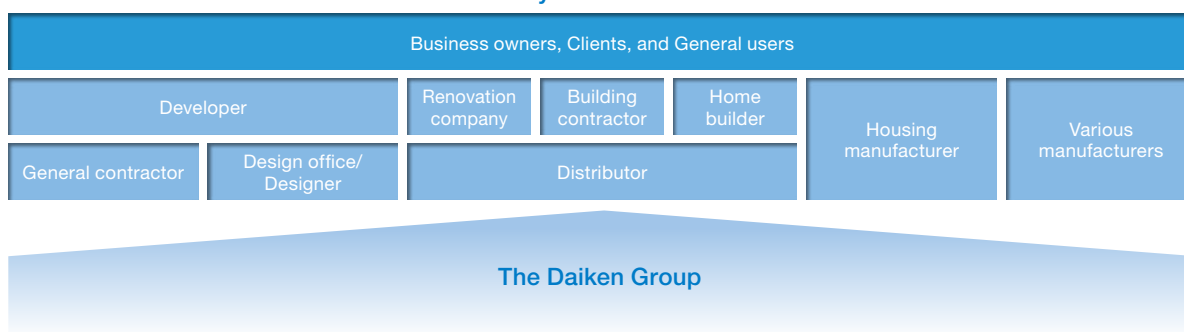 Business owners, Clients, and General users
Developer
Renovation
company
Building
contractor
Home
builder
Housing
manufacturer
Various
manufacturers
General contractor
Design office/
Designer
Distributor
The Daiken Group